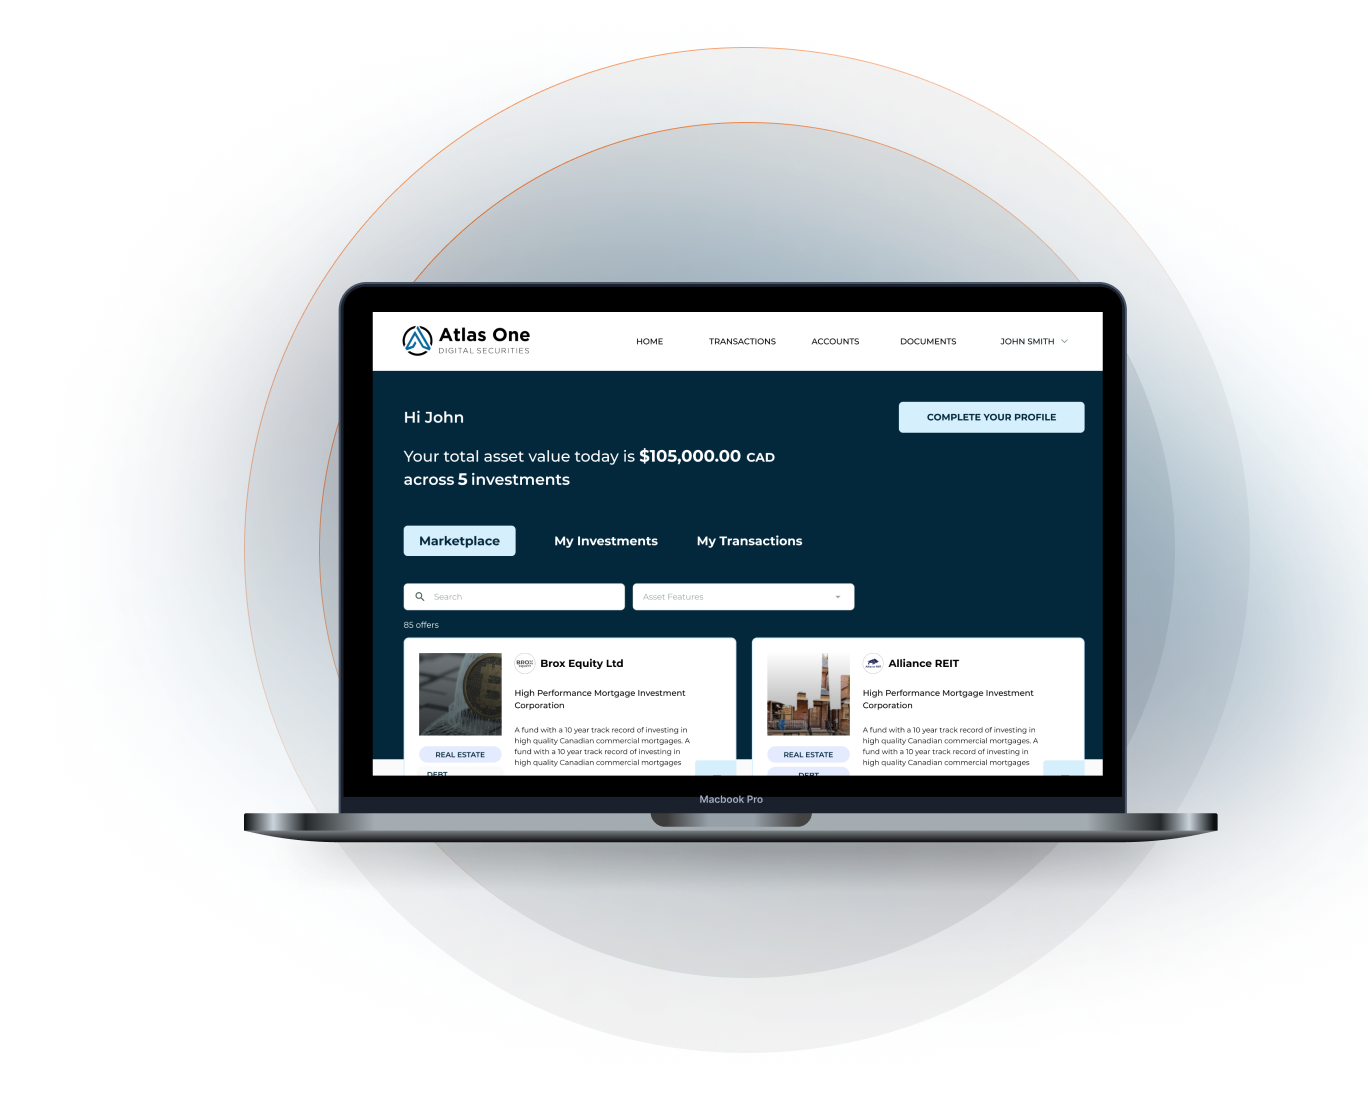 Atlas One
DIGITAL SECURITIES
HOME
TRANSACTIONS
ACCOUNTS
DOCUMENTS
JOHN SMITH
Hi John
COMPLETE YOUR PROFILE
Your total asset value today is $105,000.00 CAD
across 5 investments
Marketplace
My Investments
My Transactions
Search
Asset Features
85 offers
BROX
Brox Equity Ltd
High Performance Mortgage Investment
Corporation
A fund with a 10 year track record of investing in
high quality Canadian commercial mortgages. A
fund with a 10 year track record of investing in
high quality Canadian commercial mortgages
REAL ESTATE
DEBT
Alliance REIT
Alliance REIT
High Performance Mortgage Investment
Corporation
A fund with a 10 year track record of investing in
high quality Canadian commercial mortgages. A
fund with a 10 year track record of investing in
high quality Canadian commercial mortgages
REAL ESTATE
DEBT
Macbook Pro